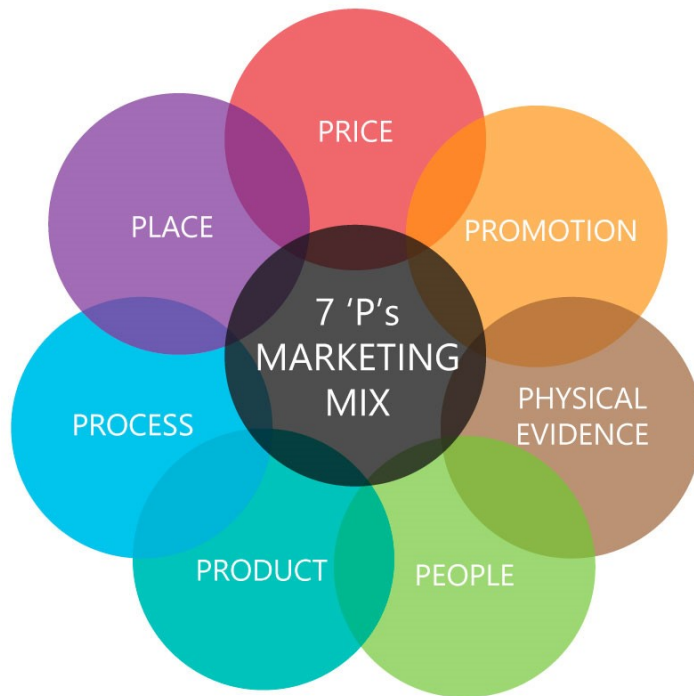 PRICE
PROMOTION
PLACE
7 ‘P’s
MARKETING
MIX
PHYSICAL
EVIDENCE
PROCESS
PRODUCT
PEOPLE